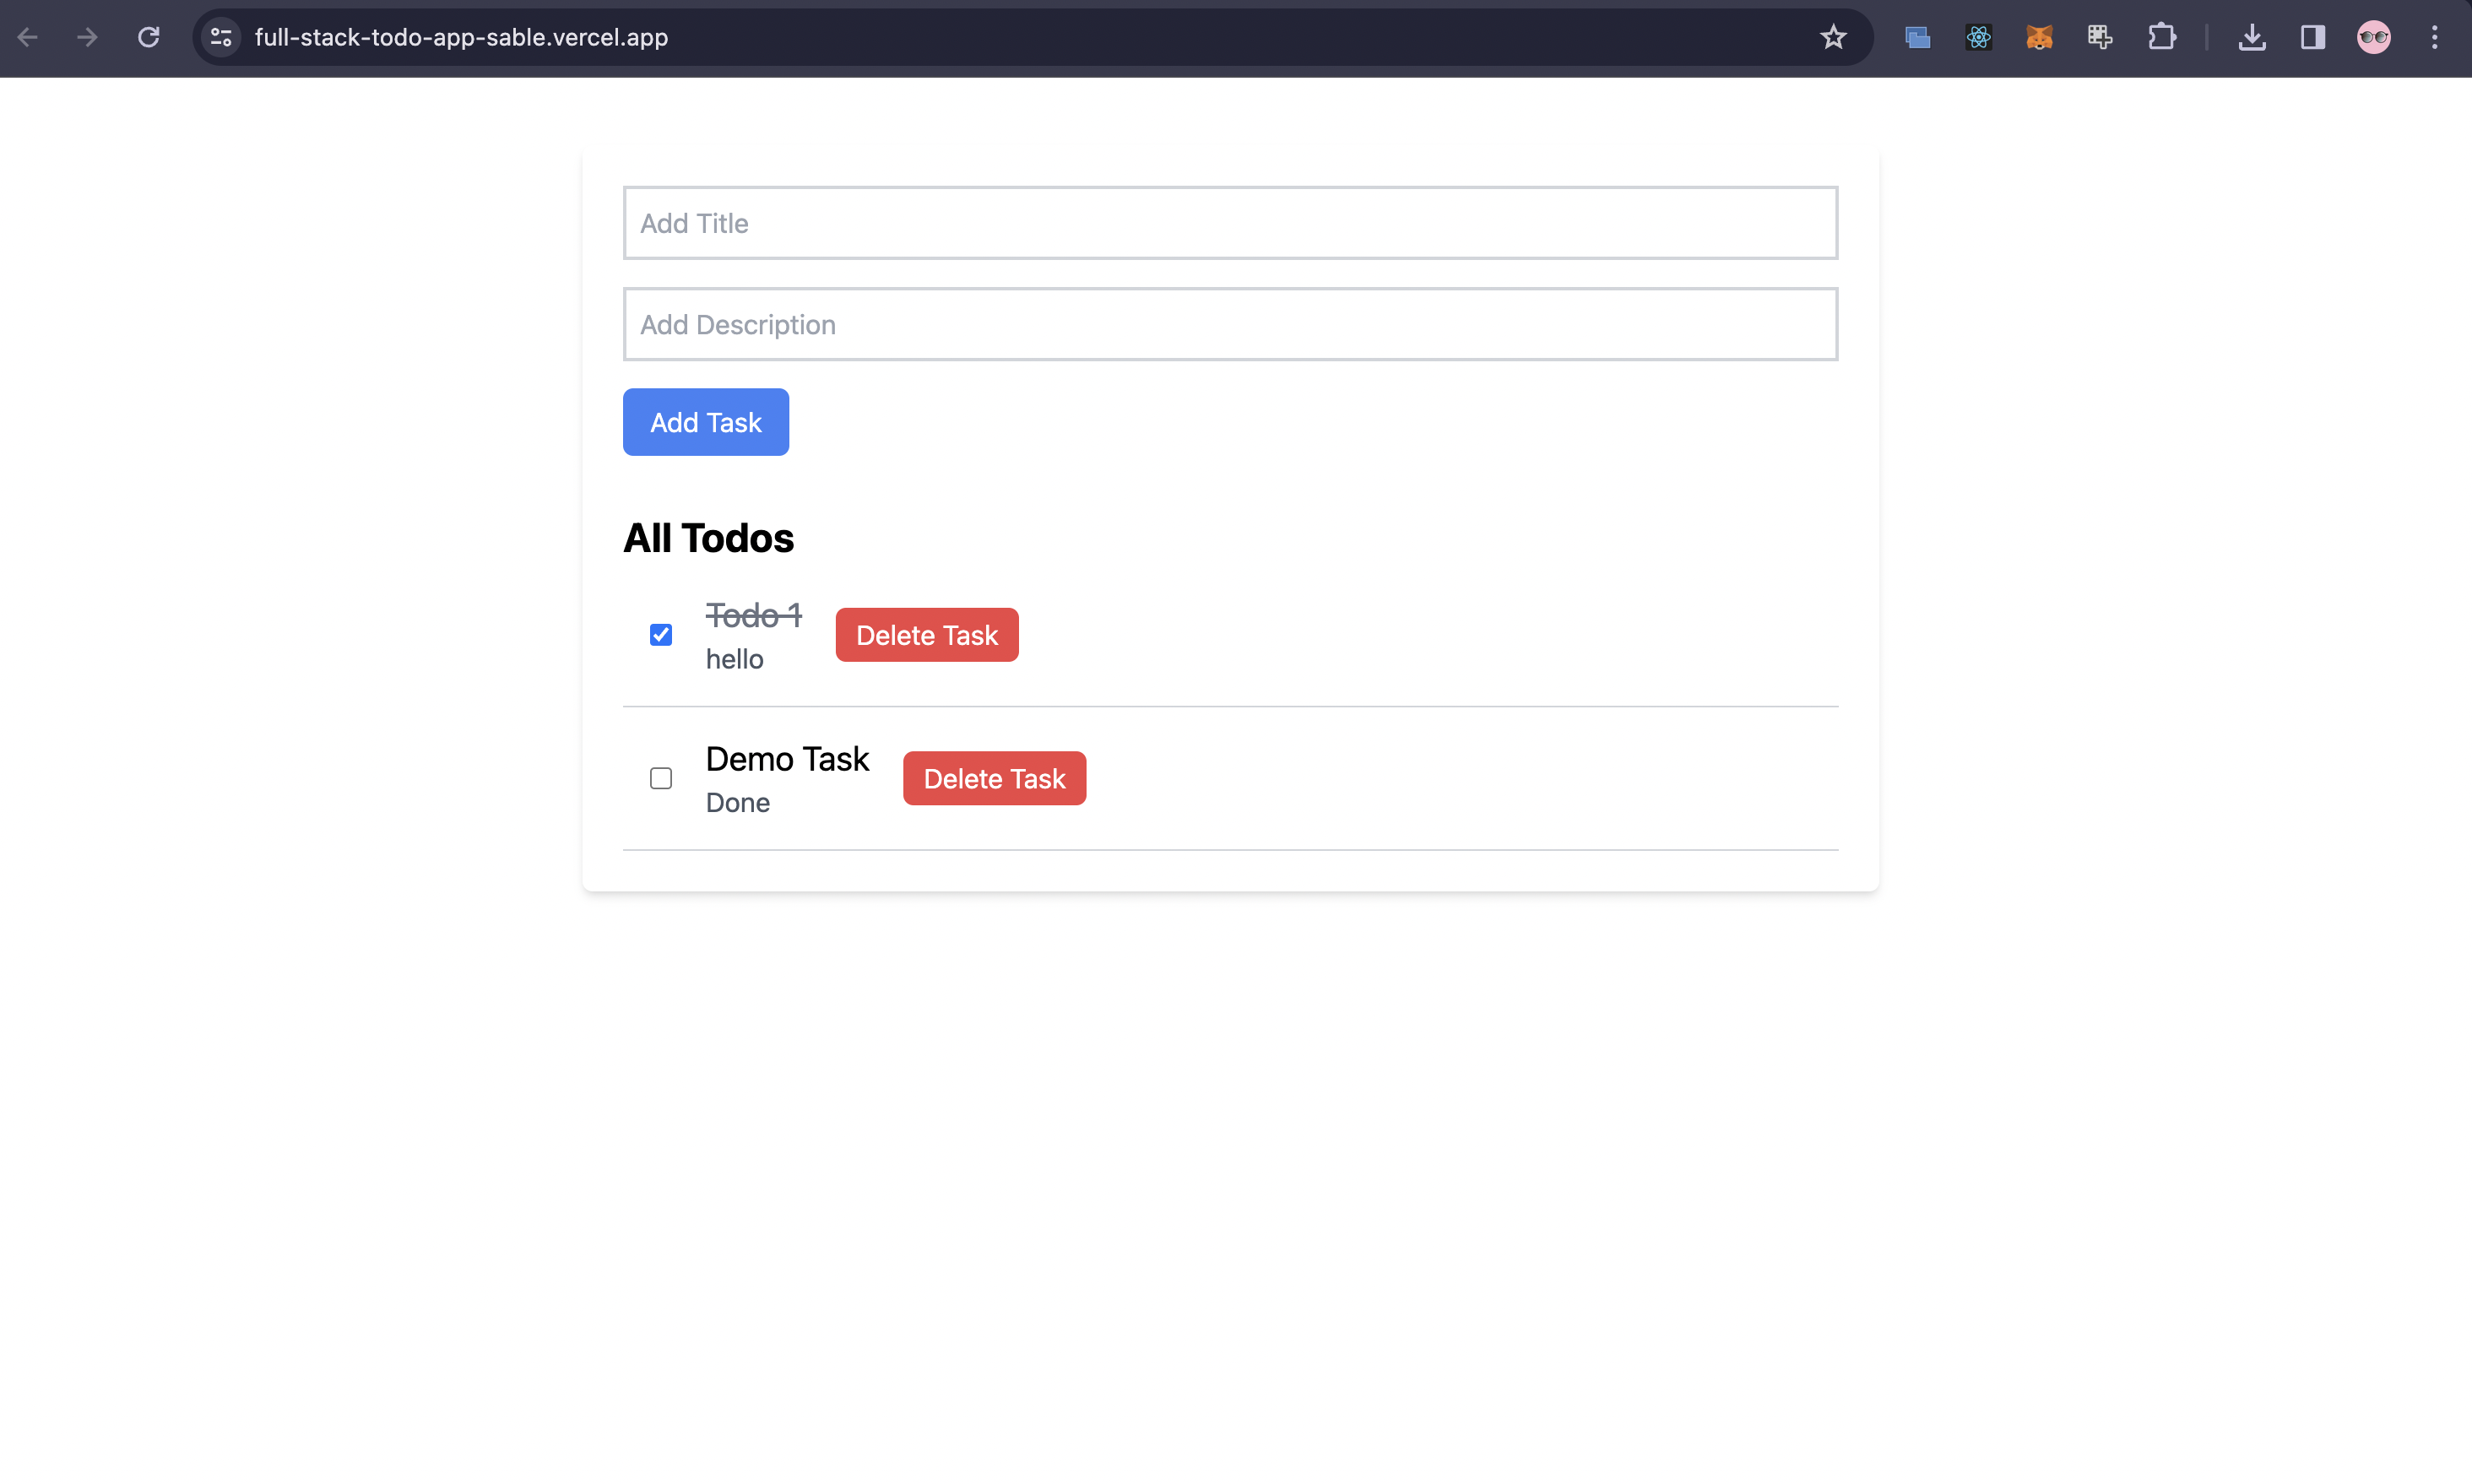 full-stack-todo-app-sable.vercel.app
Add Title
Add Description
Add Task
All Todos
Todo 1
hello
Delete Task
Demo Task
Done
Delete Task